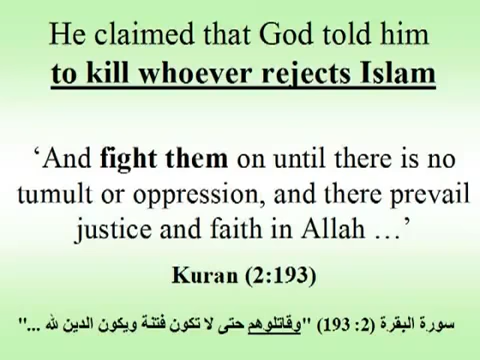 He claimed that God told him
to kill whoever rejects Islam
‘And fight them on until there is no
tumult or oppression, and there prevail
justice and faith in Allah …’
Kuran (2:193)
سورة البقرة (2: 193) "وقاتلوهم حتى لا تكون فتنة ويكون الدين لله ..."